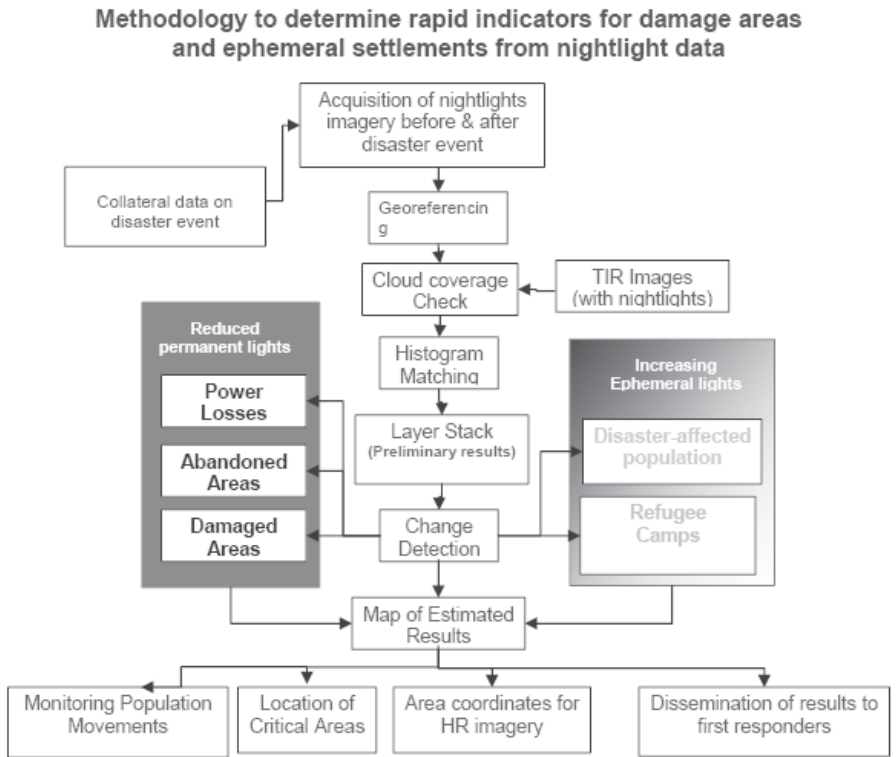 Methodology to determine rapid indicators for damage areas
and ephemeral settlements from nightlight data
Acquisition of nightlights
imagery before & after
disaster event
Collateral data on
disaster event
Georeferencin
g
Cloud coverage
Check
TIR Images
(with nightlights)
Reduced
permanent lights
Histogram
Matching
Increasing
Ephemeral lights
Power
Losses
Layer Stack
(Preliminary results)
Disaster-affected
population
Abandoned
Areas
Damaged
Areas
Change
Detection
Refugee
Camps
Map of Estimated
Results
Monitoring Population
Movements
Location of
Critical Areas
Area coordinates for
HR imagery
Dissemination of results to
first responders